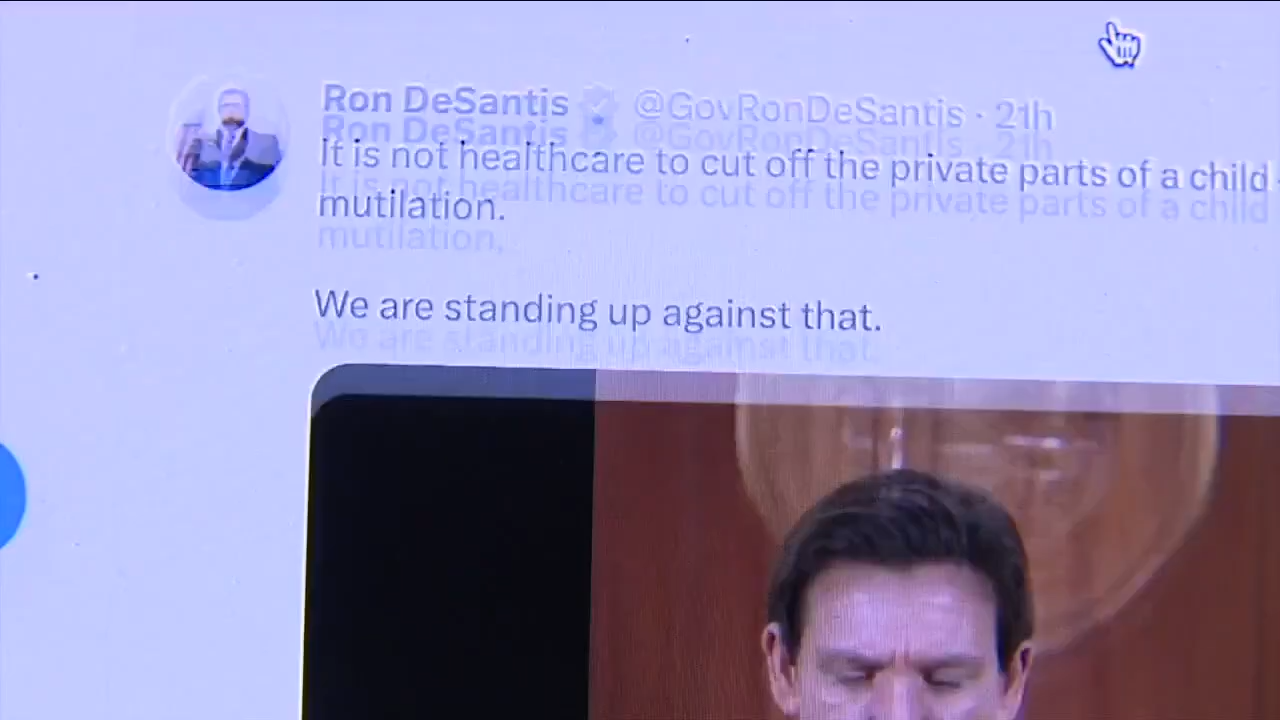 Ron DeSantis @GovRonDeSantis · 21h
It is not healthcare to cut off the private parts of a child
mutilation.
We are standing up against that.